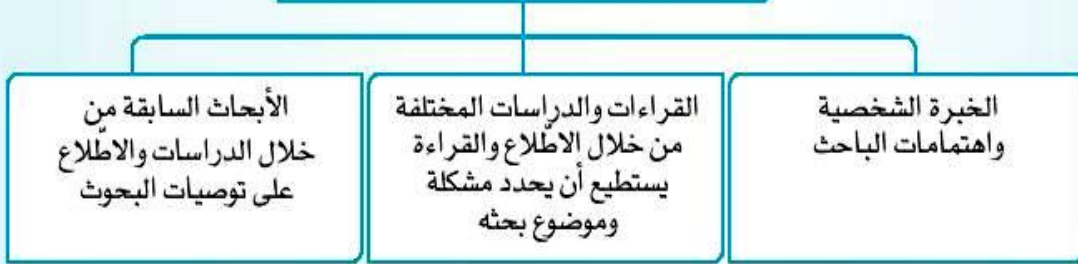 الخبرة الشخصية
واهتمامات الباحث
القراءات والدراسات المختلفة
من خلال الاطّلاع والقراءة
يستطيع أن يحدد مشكلة
وموضوع بحثه
الأبحاث السابقة من
خلال الدراسات والاطّلاع
على توصيات البحوث